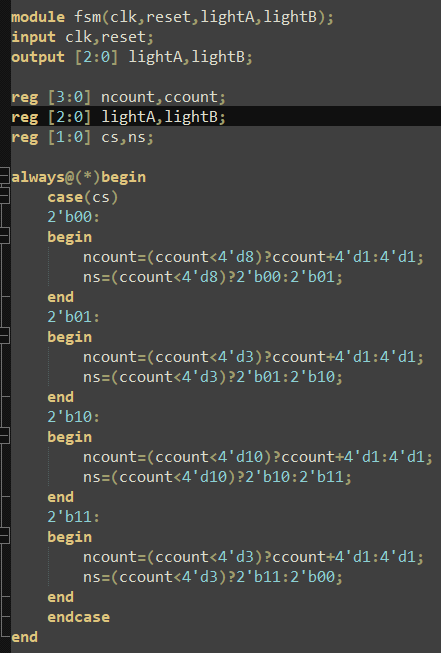 module fsm(clk,reset,lightA,lightB);
input clk,reset;
output [2:0] lightA,lightB;

reg [3:0] ncount,ccount;
reg [2:0] lightA,lightB;
reg [1:0] cs,ns;

always@(*)begin
    case(cs)
    2'b00:
    begin
        ncount=(ccount<4'd8)?ccount+4'd1:4'd1;
        ns=(ccount<4'd8)?2'b00:2'b01;
    end
    2'b01:
    begin
        ncount=(ccount<4'd3)?ccount+4'd1:4'd1;
        ns=(ccount<4'd3)?2'b01:2'b10;
    end
    2'b10:
    begin
        ncount=(ccount<4'd10)?ccount+4'd1:4'd1;
        ns=(ccount<4'd10)?2'b10:2'b11;
    end
    2'b11:
    begin
        ncount=(ccount<4'd3)?ccount+4'd1:4'd1;
        ns=(ccount<4'd3)?2'b11:2'b00;
    end
    endcase
end